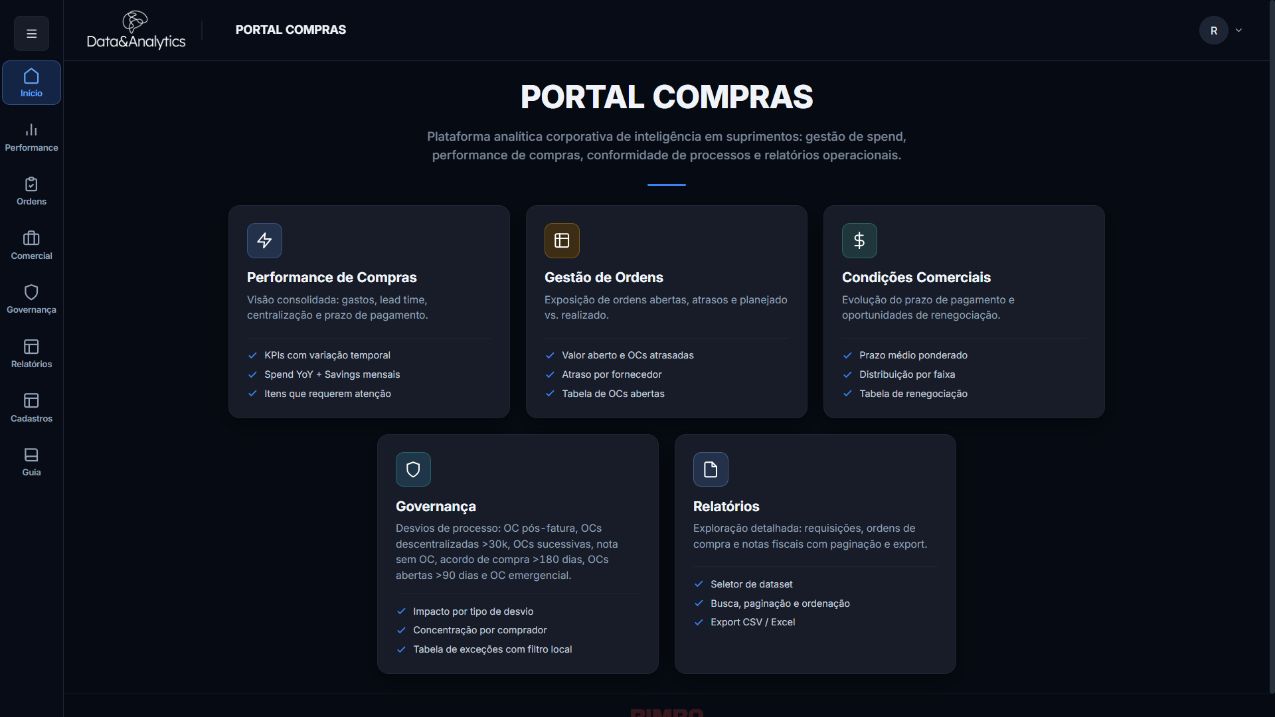 Data&Analytics
PORTAL COMPRAS
R
Início
Performance
Ordens
Comercial
Governança
Relatórios
Cadastros
Guia
PORTAL COMPRAS
Plataforma analítica corporativa de inteligência em suprimentos: gestão de spend,
performance de compras, conformidade de processos e relatórios operacionais.
Performance de Compras
Visão consolidada: gastos, lead time,
centralização e prazo de pagamento.
KPIs com variação temporal
Spend YoY + Savings mensais
Itens que requerem atenção
Gestão de Ordens
Exposição de ordens abertas, atrasos e planejado
vs. realizado.
Valor aberto e OCs atrasadas
Atraso por fornecedor
Tabela de OCs abertas
Condições Comerciais
Evolução do prazo de pagamento e
oportunidades de renegociação.
Prazo médio ponderado
Distribuição por faixa
Tabela de renegociação
Governança
Desvios de processo: OC pós-fatura, OCs
descentralizadas >30k, OCs sucessivas, nota
sem OC, acordo de compra >180 dias, OCs
abertas >90 dias e OC emergencial.
Impacto por tipo de desvio
Concentração por comprador
Tabela de exceções com filtro local
Relatórios
Exploração detalhada: requisições, ordens de
compra e notas fiscais com paginação e export.
Seletor de dataset
Busca, paginação e ordenação
Export CSV / Excel